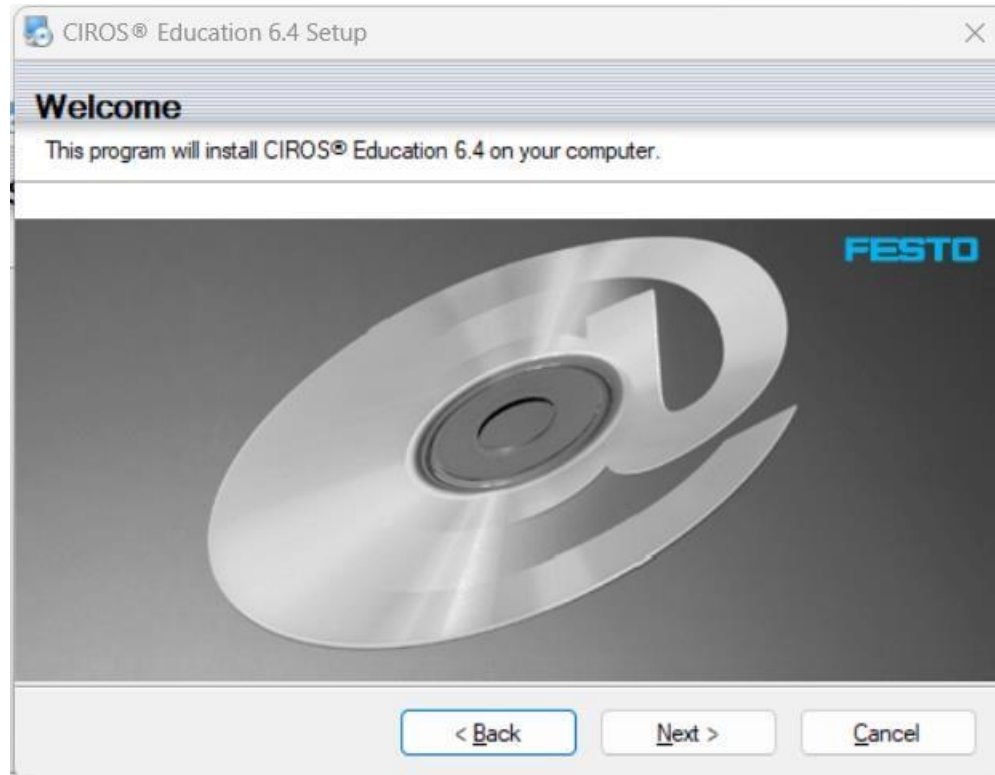 CIROS® Education 6.4 Setup
Welcome
This program will install CIROS® Education 6.4 on your computer.
FESTO
< Back
Next >
Cancel